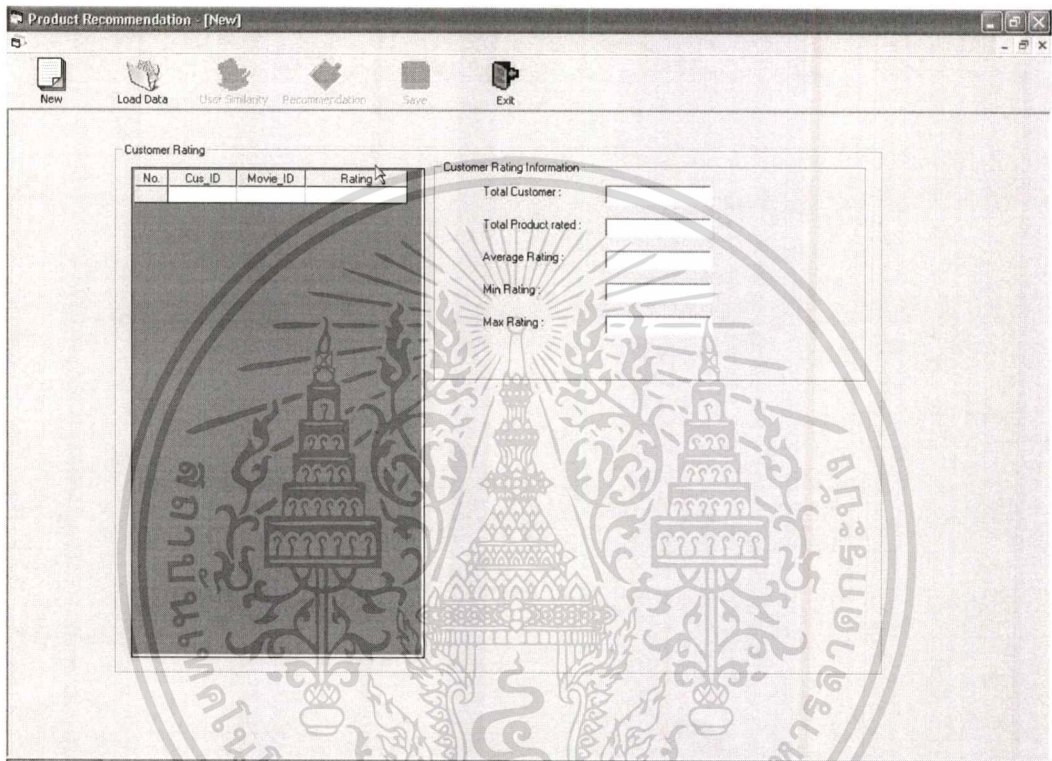 Product Recommendation - [New]
New Load Data User Similarity Recommendation Save Exit
Customer Rating
No. Cus_ID Movie_ID Rating
Customer Rating Information
Total Customer :
Total Product rated :
Average Rating :
Min Rating :
Max Rating :